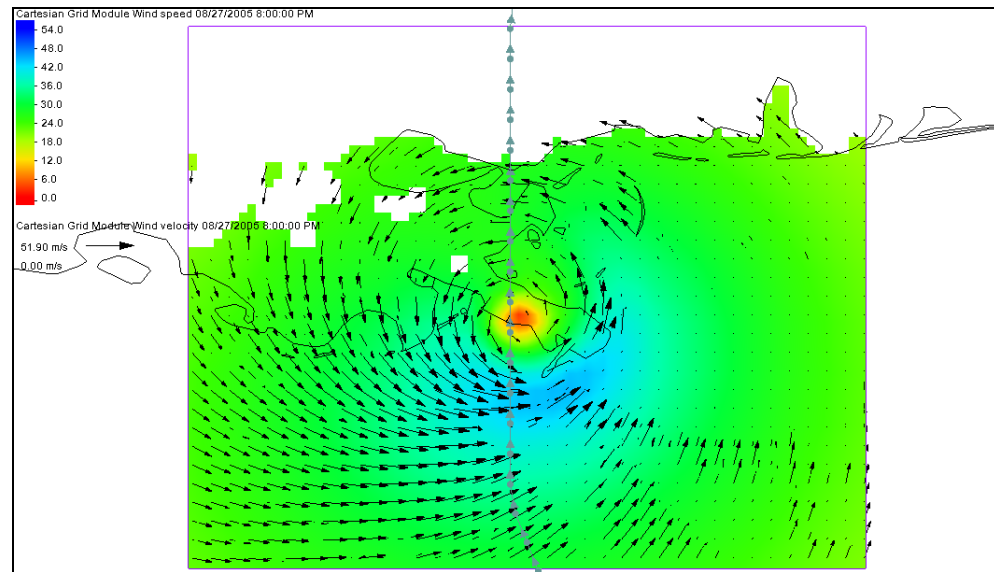 Cartesian Grid Module Wind speed 08/27/2005 8:00:00 PM
54.0
48.0
42.0
36.0
30.0
24.0
18.0
12.0
6.0
0.0
Cartesian Grid Module Wind velocity 08/27/2005 8:00:00 PM
51.90 m/s
0.00 m/s